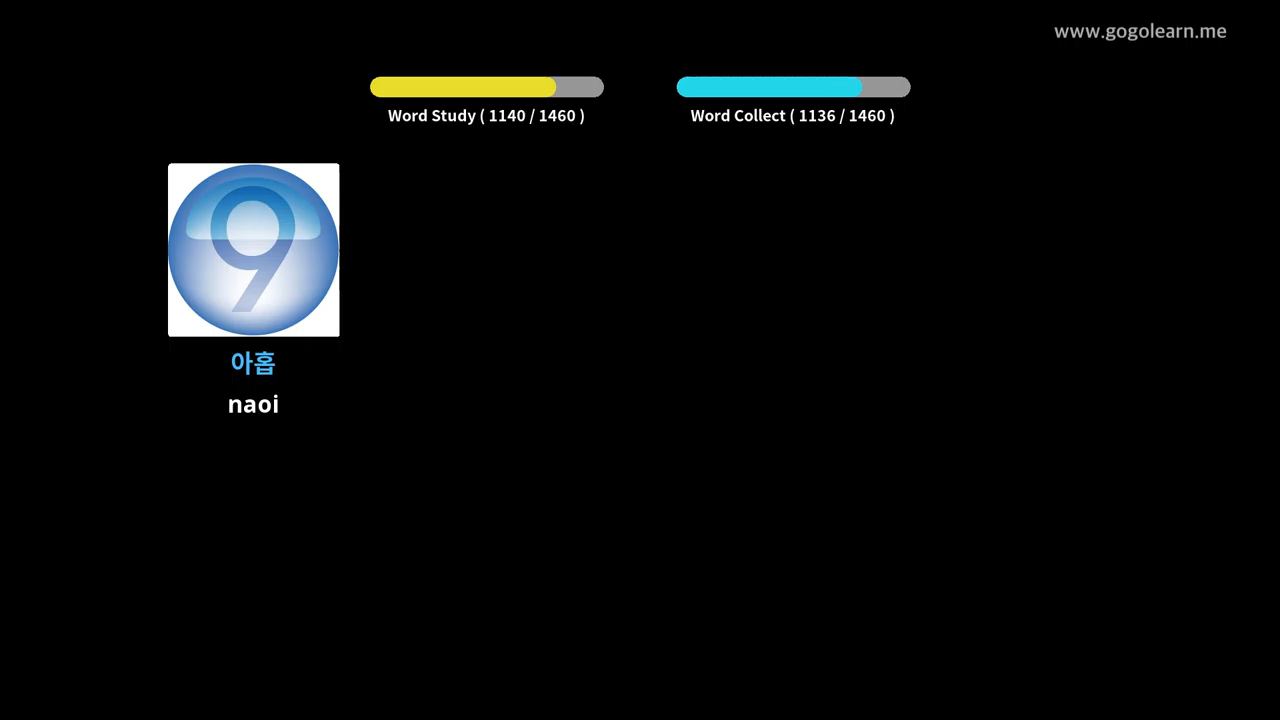 www.gogolearn.me
Word Study ( 1140 / 1460 )
Word Collect ( 1136 / 1460 )
9
아홉
naoi